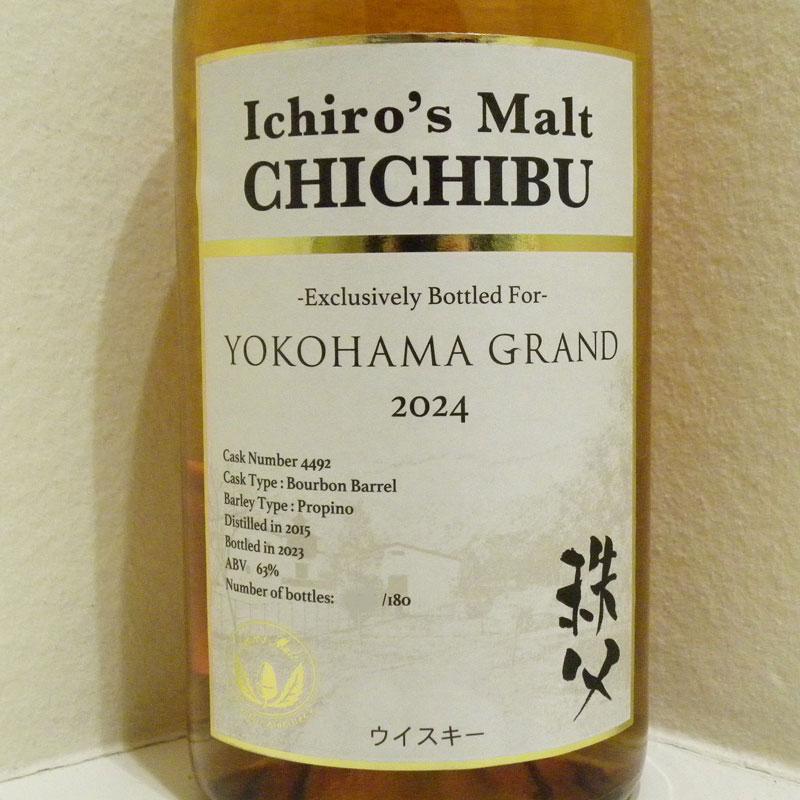 Ichiro's Malt
CHICHIBU
-Exclusively Bottled For-
YOKOHAMA GRAND
2024
Cask Number 4492
Cask Type : Bourbon Barrel
Barley Type : Propino
Distilled in 2015
Bottled in 2023
ABV 63%
Number of bottles: /180
秩父
ウイスキー